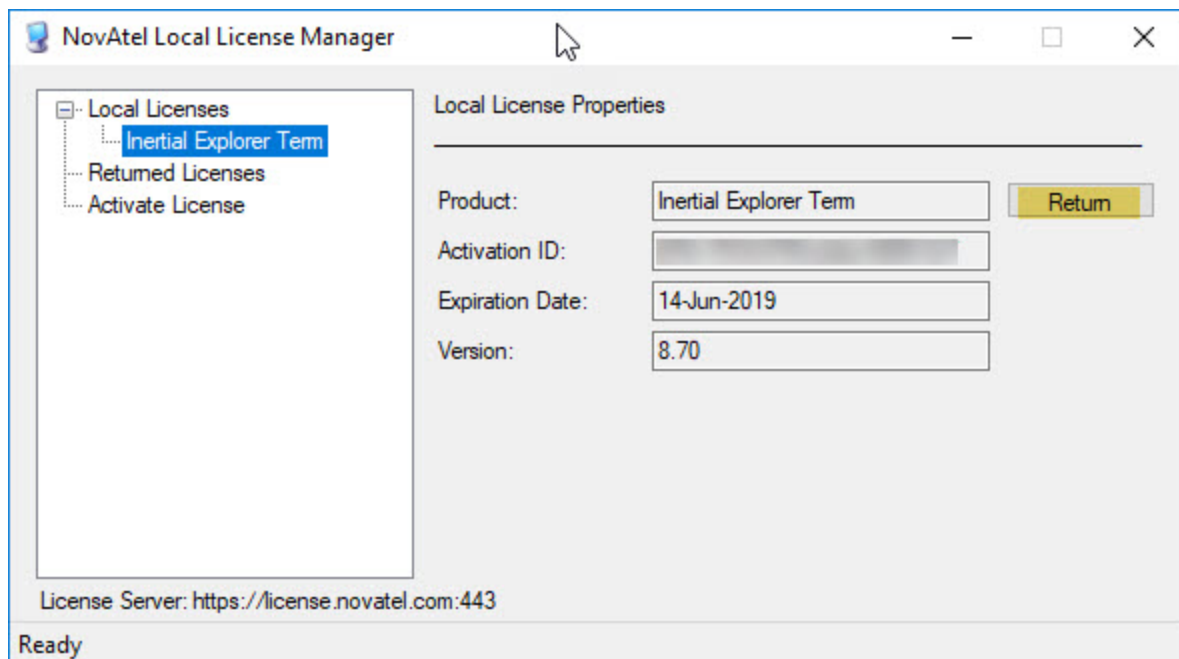 NovAtel Local License Manager
Local Licenses
Inertial Explorer Term
Returned Licenses
Activate License
Local License Properties
Product: Inertial Explorer Term Return
Activation ID:
Expiration Date: 14-Jun-2019
Version: 8.70
License Server: https://license.novatel.com:443
Ready